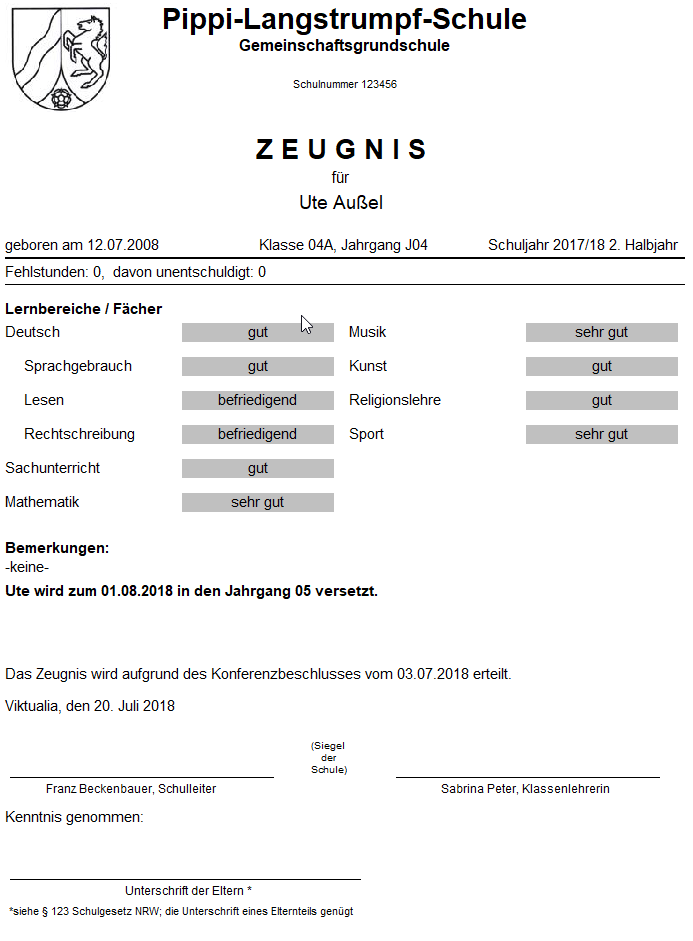 Pippi-Langstrumpf-Schule
Gemeinschaftsgrundschule
Schulnummer 123456
Z E U G N I S
für
Ute Außel
geboren am 12.07.2008 Klasse 04A, Jahrgang J04 Schuljahr 2017/18 2. Halbjahr
Fehlstunden: 0, davon unentschuldigt: 0
Lernbereiche / Fächer
Deutsch gut Musik sehr gut
Sprachgebrauch gut Kunst gut
Lesen befriedigend Religionslehre gut
Rechtschreibung befriedigend Sport sehr gut
Sachunterricht gut
Mathematik sehr gut
Bemerkungen:
-keine-
Ute wird zum 01.08.2018 in den Jahrgang 05 versetzt.
Das Zeugnis wird aufgrund des Konferenzbeschlusses vom 03.07.2018 erteilt.
Viktualia, den 20. Juli 2018
(Siegel
der
Schule)
Franz Beckenbauer, Schulleiter Sabrina Peter, Klassenlehrerin
Kenntnis genommen:
Unterschrift der Eltern *
*siehe § 123 Schulgesetz NRW; die Unterschrift eines Elternteils genügt